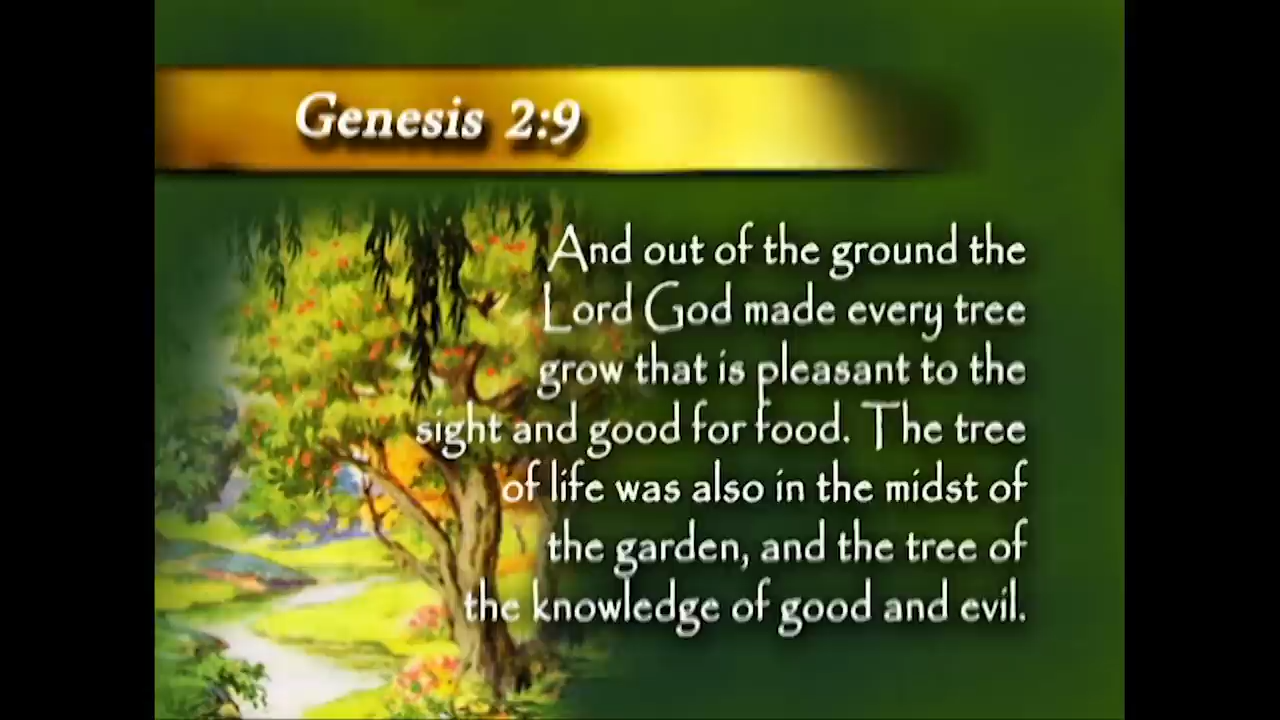 Genesis 2:9
And out of the ground the
Lord God made every tree
grow that is pleasant to the
sight and good for food. The tree
of life was also in the midst of
the garden, and the tree of
the knowledge of good and evil.